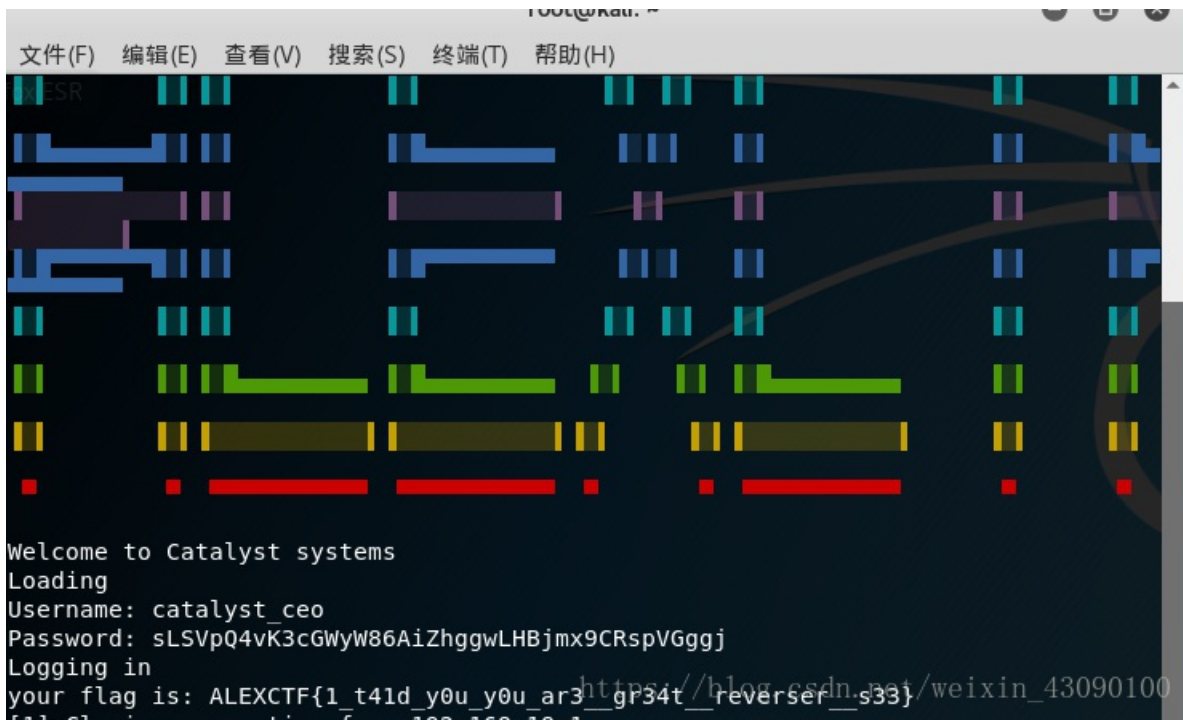 root@kali: ~
文件(F) 编辑(E) 查看(V) 搜索(S) 终端(T) 帮助(H)
ESR
Welcome to Catalyst systems
Loading
Username: catalyst_ceo
Password: sLSVpQ4vK3cGWyW86AiZhggwLHBjmx9CRspVGggj
Logging in
your flag is: ALEXCTF{1_t41d_y0u_y0u_ar3__gr34t__reverser__s33}
https://blog.csdn.net/weixin_43090100